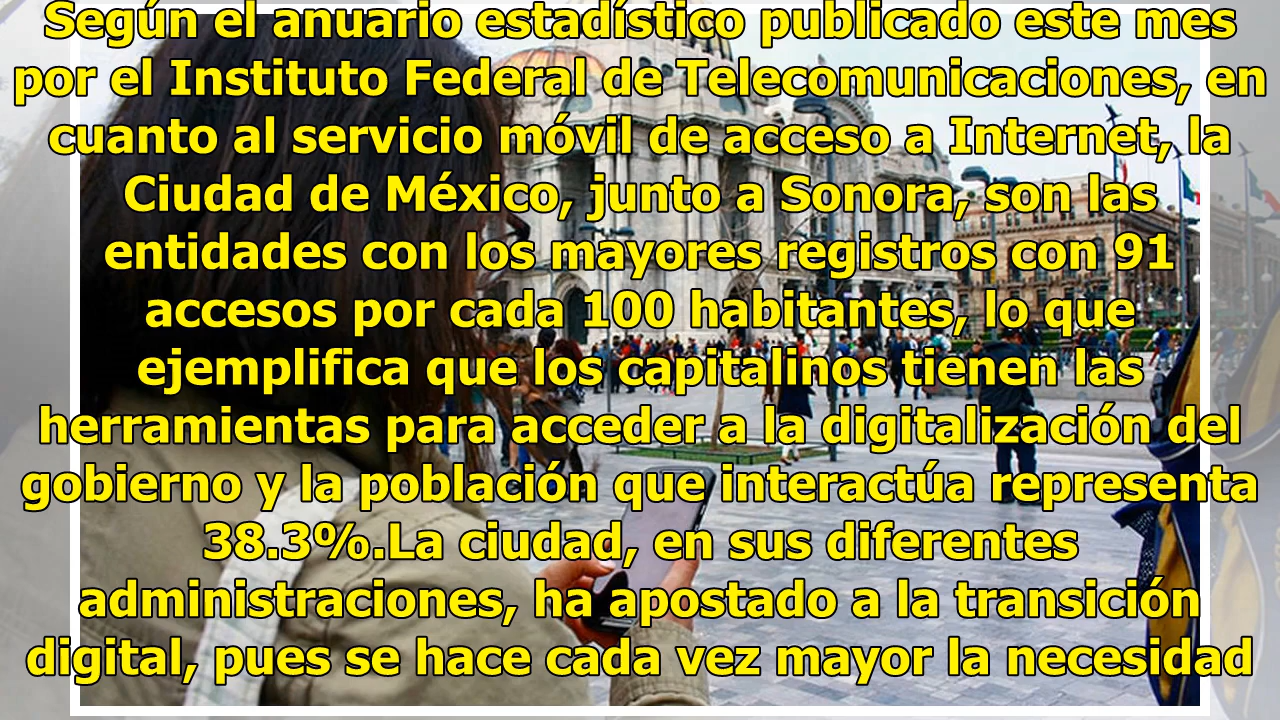 Según el anuario estadístico publicado este mes
por el Instituto Federal de Telecomunicaciones, en
cuanto al servicio móvil de acceso a Internet, la
Ciudad de México, junto a Sonora, son las
entidades con los mayores registros con 91
accesos por cada 100 habitantes, lo que
ejemplifica que los capitalinos tienen las
herramientas para acceder a la digitalización del
gobierno y la población que interactúa representa
38.3%.La ciudad, en sus diferentes
administraciones, ha apostado a la transición
digital, pues se hace cada vez mayor la necesidad